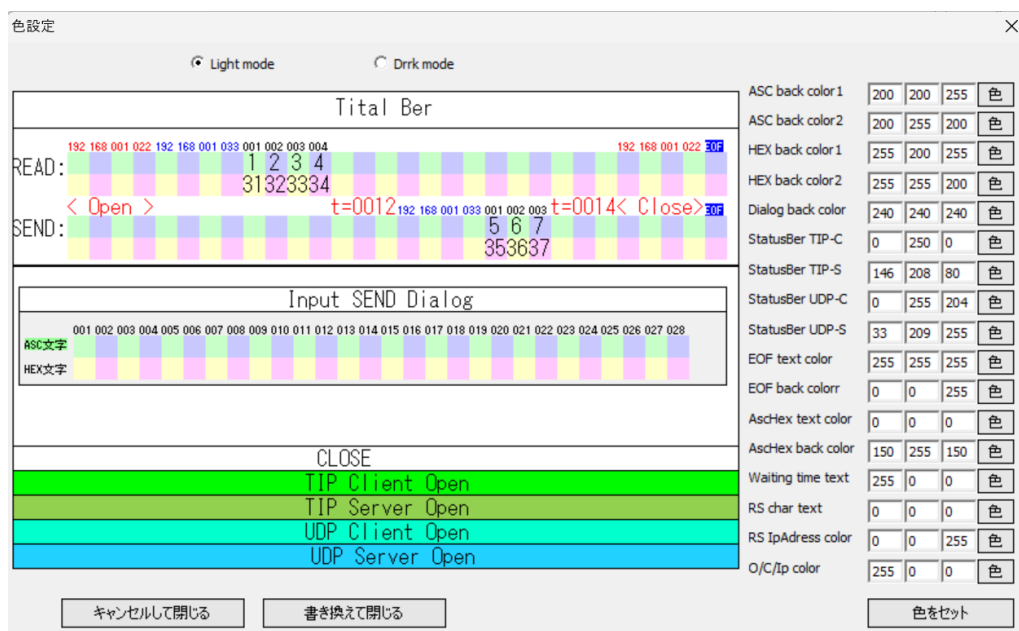 色設定
Light mode Drrk mode
Tital Ber
192 168 001 022 192 168 001 033 001 002 003 004 192 168 001 022 EOF
READ: 1 2 3 4
31323334
< Open > t=0012 192 168 001 033 001 002 003 t=0014< Close> EOF
SEND: 5 6 7
353637
Input SEND Dialog
001 002 003 004 005 006 007 008 009 010 011 012 013 014 015 016 017 018 019 020 021 022 023 024 025 026 027 028
ASC文字
HEX文字
CLOSE
TIP Client Open
TIP Server Open
UDP Client Open
UDP Server Open
ASC back color1 200 200 255 色
ASC back color2 200 255 200 色
HEX back color1 255 200 255 色
HEX back color2 255 255 200 色
Dialog back color 240 240 240 色
StatusBer TIP-C 0 250 0 色
StatusBer TIP-S 146 208 80 色
StatusBer UDP-C 0 255 204 色
StatusBer UDP-S 33 209 255 色
EOF text color 255 255 255 色
EOF back colorr 0 0 255 色
AscHex text color 0 0 0 色
AscHex back color 150 255 150 色
Waiting time text 255 0 0 色
RS char text 0 0 0 色
RS IpAdress color 0 0 255 色
O/C/Ip color 255 0 0 色
キャンセルして閉じる 書き換えて閉じる 色をセット